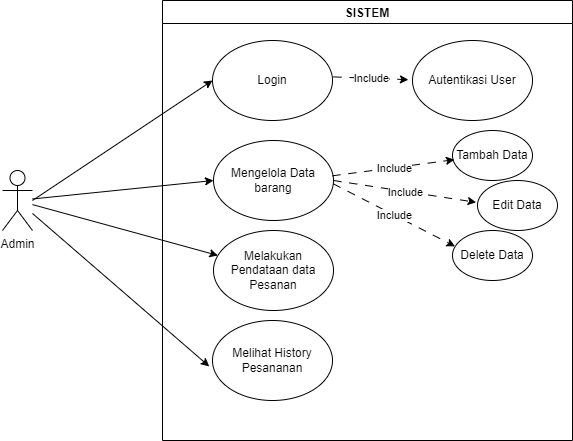 SISTEM
Login
Include
Autentikasi User
Mengelola Data
barang
Include
Tambah Data
Include
Edit Data
Include
Delete Data
Admin
Melakukan
Pendataan data
Pesanan
Melihat History
Pesananan